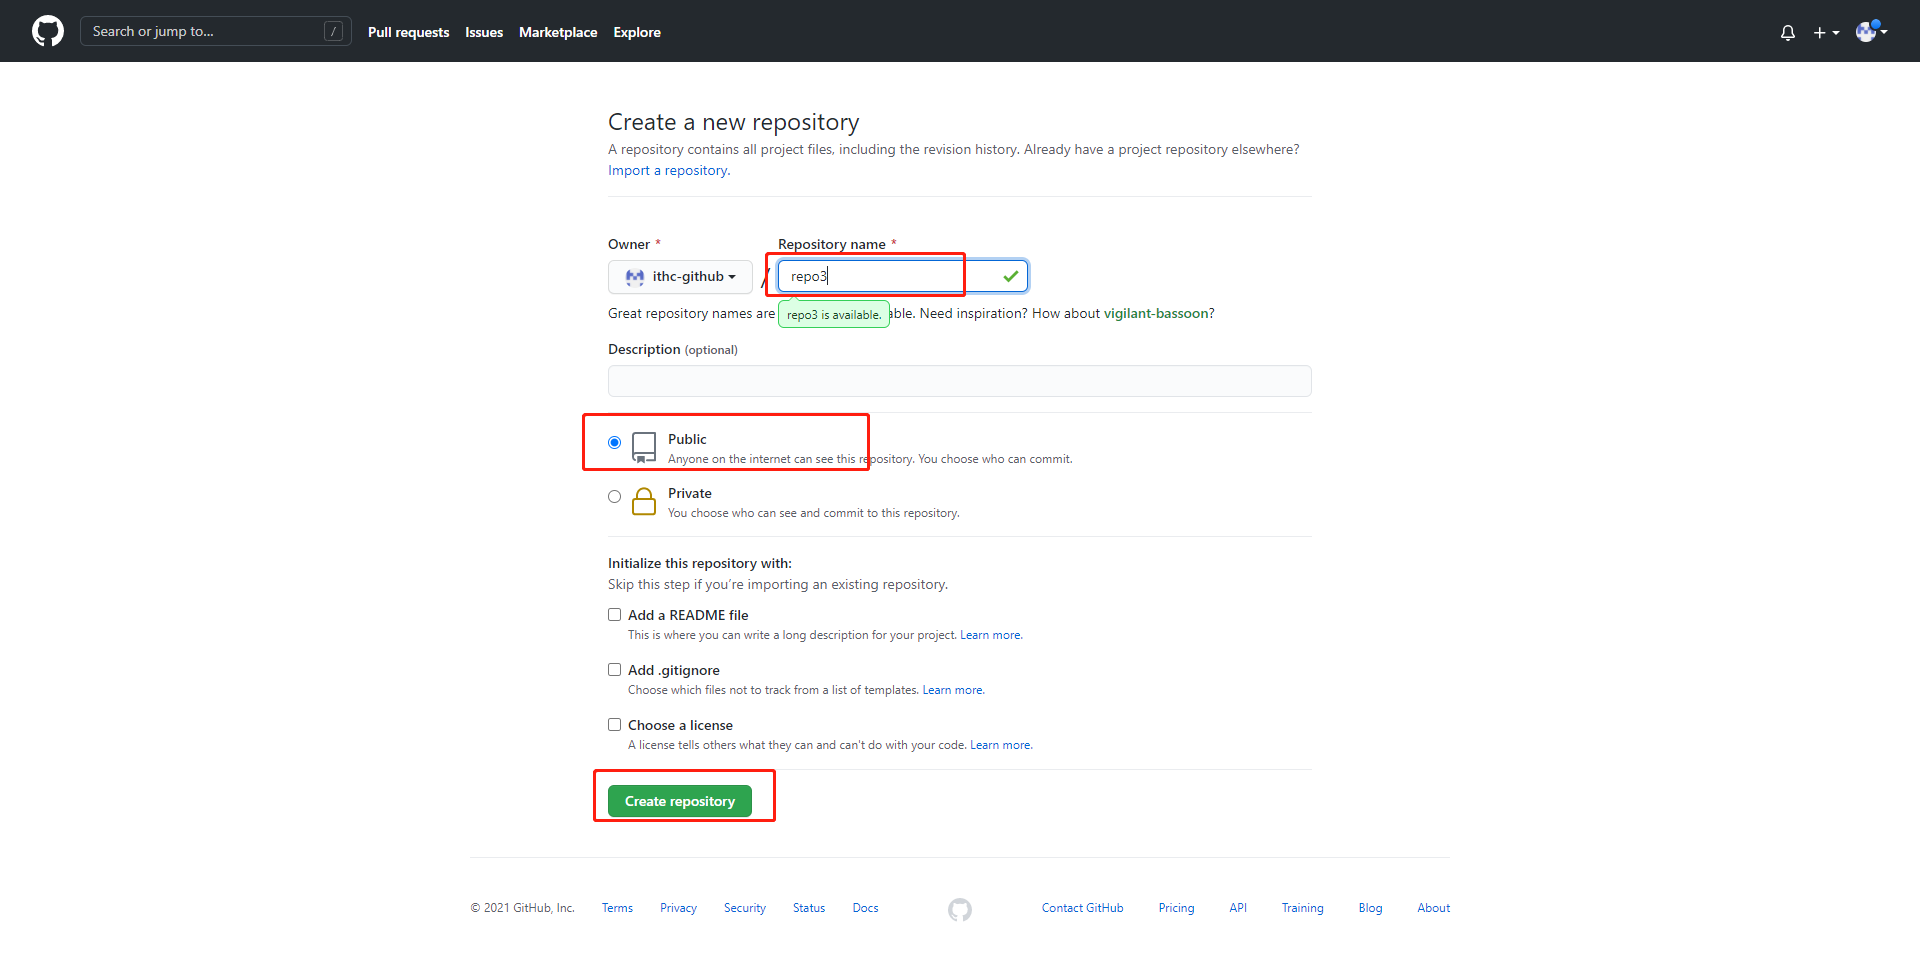 Search or jump to... /
Pull requests Issues Marketplace Explore
Create a new repository
A repository contains all project files, including the revision history. Already have a project repository elsewhere?
Import a repository.
Owner * Repository name *
ithc-github / repo3
Great repository names are able. Need inspiration? How about vigilant-bassoon?
repo3 is available.
Description (optional)
Public
Anyone on the internet can see this repository. You choose who can commit.
Private
You choose who can see and commit to this repository.
Initialize this repository with:
Skip this step if you’re importing an existing repository.
Add a README file
This is where you can write a long description for your project. Learn more.
Add .gitignore
Choose which files not to track from a list of templates. Learn more.
Choose a license
A license tells others what they can and can't do with your code. Learn more.
Create repository
© 2021 GitHub, Inc. Terms Privacy Security Status Docs Contact GitHub Pricing API Training Blog About